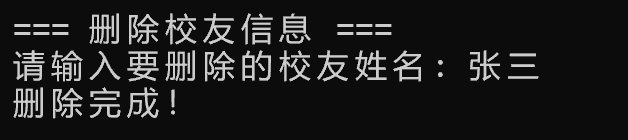 === 删除校友信息 ===
请输入要删除的校友姓名: 张三
删除完成!